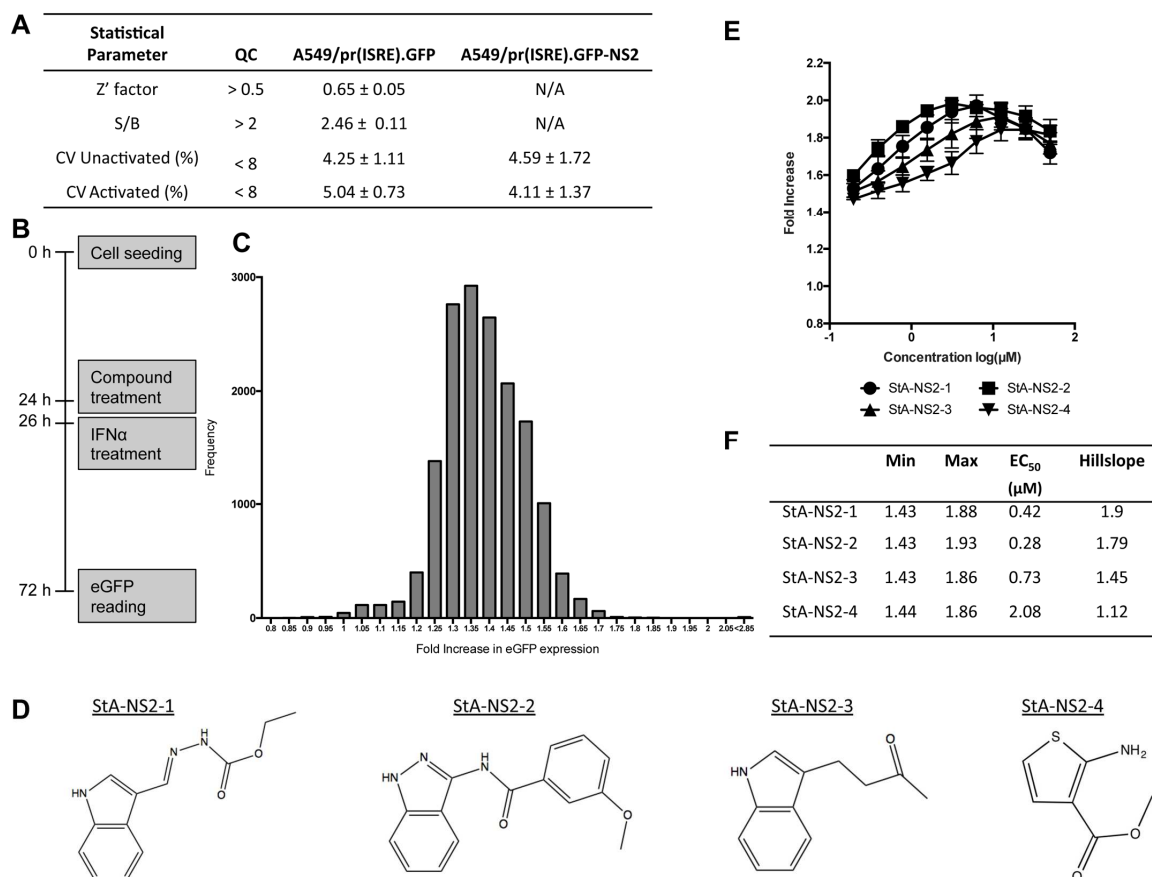 A
Statistical Parameter QC A549/pr(ISRE).GFP A549/pr(ISRE).GFP-NS2
Z' factor > 0.5 0.65 ± 0.05 N/A
S/B > 2 2.46 ± 0.11 N/A
CV Unactivated (%) < 8 4.25 ± 1.11 4.59 ± 1.72
CV Activated (%) < 8 5.04 ± 0.73 4.11 ± 1.37
B
0 h Cell seeding
Compound treatment
24 h
26 h
IFNα treatment
72 h eGFP reading
C
Frequency
3000
2000
1000
0
0.8 0.85 0.9 0.95 1 1.05 1.1 1.15 1.2 1.25 1.3 1.35 1.4 1.45 1.5 1.55 1.6 1.65 1.7 1.75 1.8 1.85 1.9 1.95 2 2.05 <2.85
Fold Increase in eGFP expression
D
StA-NS2-1
HN
N
H
N
O
O
StA-NS2-2
HN
N
H
N
O
O
StA-NS2-3
HN
O
StA-NS2-4
S
NH2
O
O
E
Fold Increase
2.2
2.0
1.8
1.6
1.4
1.2
1.0
0.8
-1 0 1 2
Concentration log(μM)
StA-NS2-1 StA-NS2-2
StA-NS2-3 StA-NS2-4
F
Min Max EC50 (μM) Hillslope
StA-NS2-1 1.43 1.88 0.42 1.9
StA-NS2-2 1.43 1.93 0.28 1.79
StA-NS2-3 1.43 1.86 0.73 1.45
StA-NS2-4 1.44 1.86 2.08 1.12